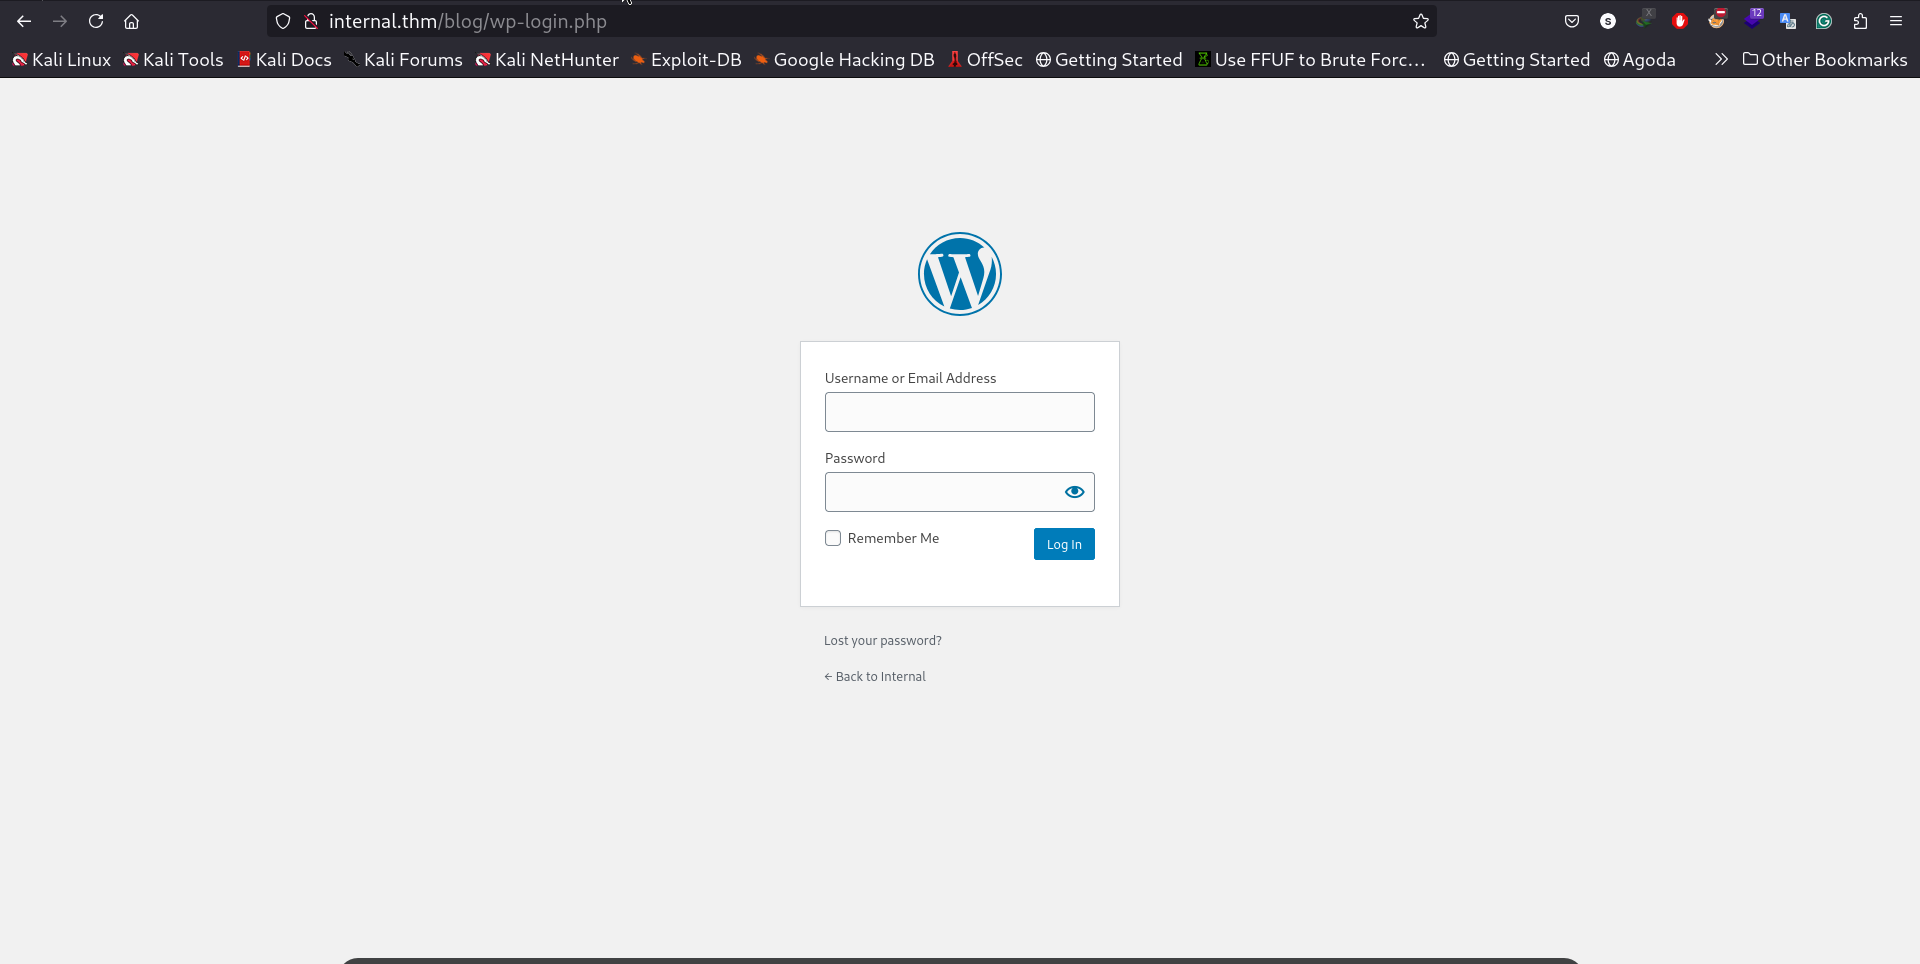 internal.thm/blog/wp-login.php
S
X
12
Kali Linux Kali Tools Kali Docs Kali Forums Kali NetHunter Exploit-DB Google Hacking DB OffSec Getting Started Use FFUF to Brute Forc… Getting Started Agoda Other Bookmarks
Username or Email Address
Password
Remember Me Log In
Lost your password?
← Back to Internal